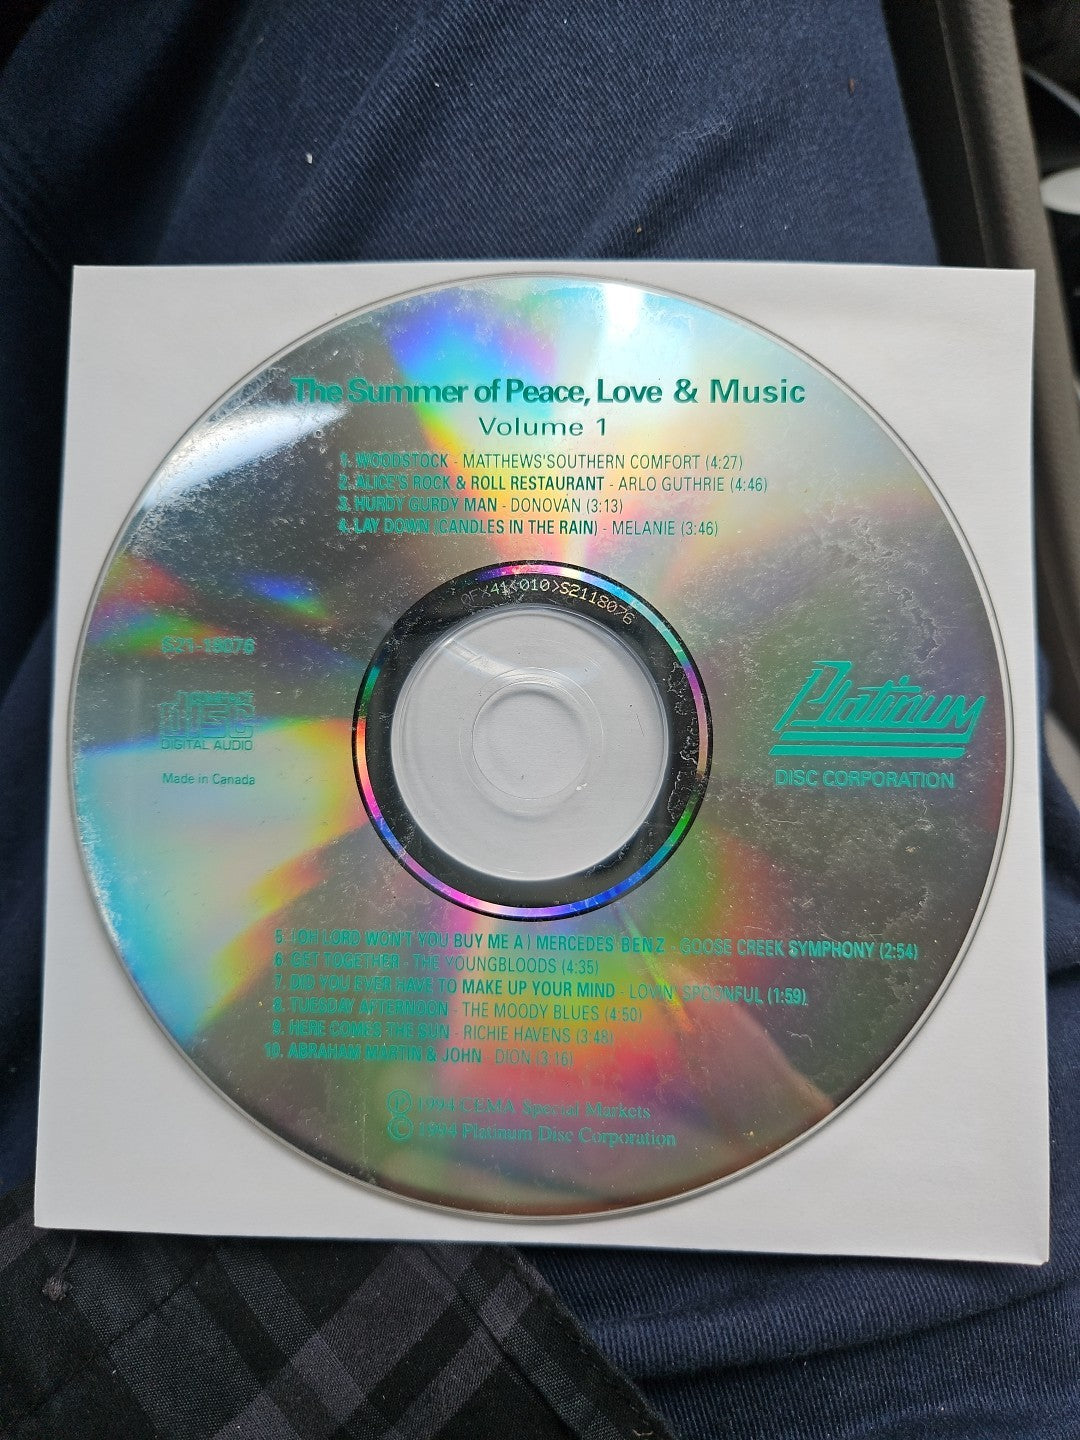 The Summer of Peace, Love & Music
Volume 1
1. WOODSTOCK - MATTHEWS'SOUTHERN COMFORT (4:27)
2. ALICE'S ROCK & ROLL RESTAURANT - ARLO GUTHRIE (4:46)
3. HURDY GURDY MAN - DONOVAN (3:13)
4. LAY DOWN (CANDLES IN THE RAIN) - MELANIE (3:46)
S2118076
S21-18076
COMPACT
DISC
DIGITAL AUDIO
Made in Canada
Platinum
DISC CORPORATION
5. (OH LORD WON'T YOU BUY ME A) MERCEDES BENZ - GOOSE CREEK SYMPHONY (2:54)
6. GET TOGETHER - THE YOUNGBLOODS (4:35)
7. DID YOU EVER HAVE TO MAKE UP YOUR MIND - LOVIN' SPOONFUL (1:59)
8. TUESDAY AFTERNOON - THE MOODY BLUES (4:50)
9. HERE COMES THE SUN - RICHIE HAVENS (3:48)
10. ABRAHAM MARTIN & JOHN - DION (3:16)
℗ 1994 CEMA Special Markets
© 1994 Platinum Disc Corporation